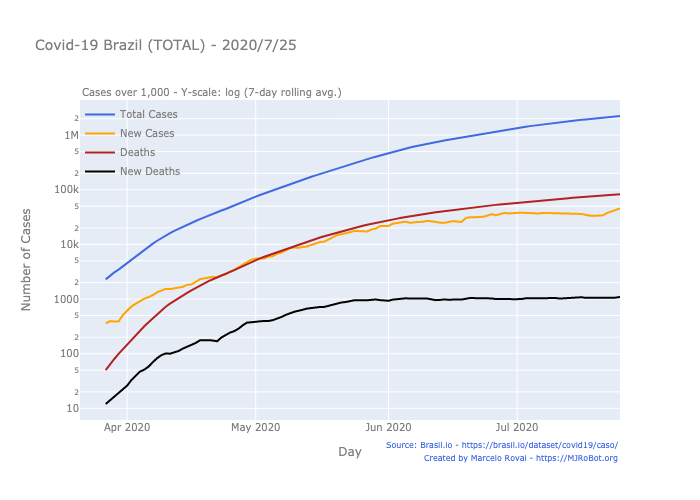 Covid-19 Brazil (TOTAL) - 2020/7/25
Cases over 1,000 - Y-scale: log (7-day rolling avg.)
Total Cases
New Cases
Deaths
New Deaths
2
1M
5
2
100k
5
2
10k
5
2
1000
5
2
100
5
2
10
Number of Cases
Apr 2020
May 2020
Jun 2020
Jul 2020
Day
Source: Brasil.io - https://brasil.io/dataset/covid19/caso/
Created by Marcelo Rovai - https://MJRoBot.org